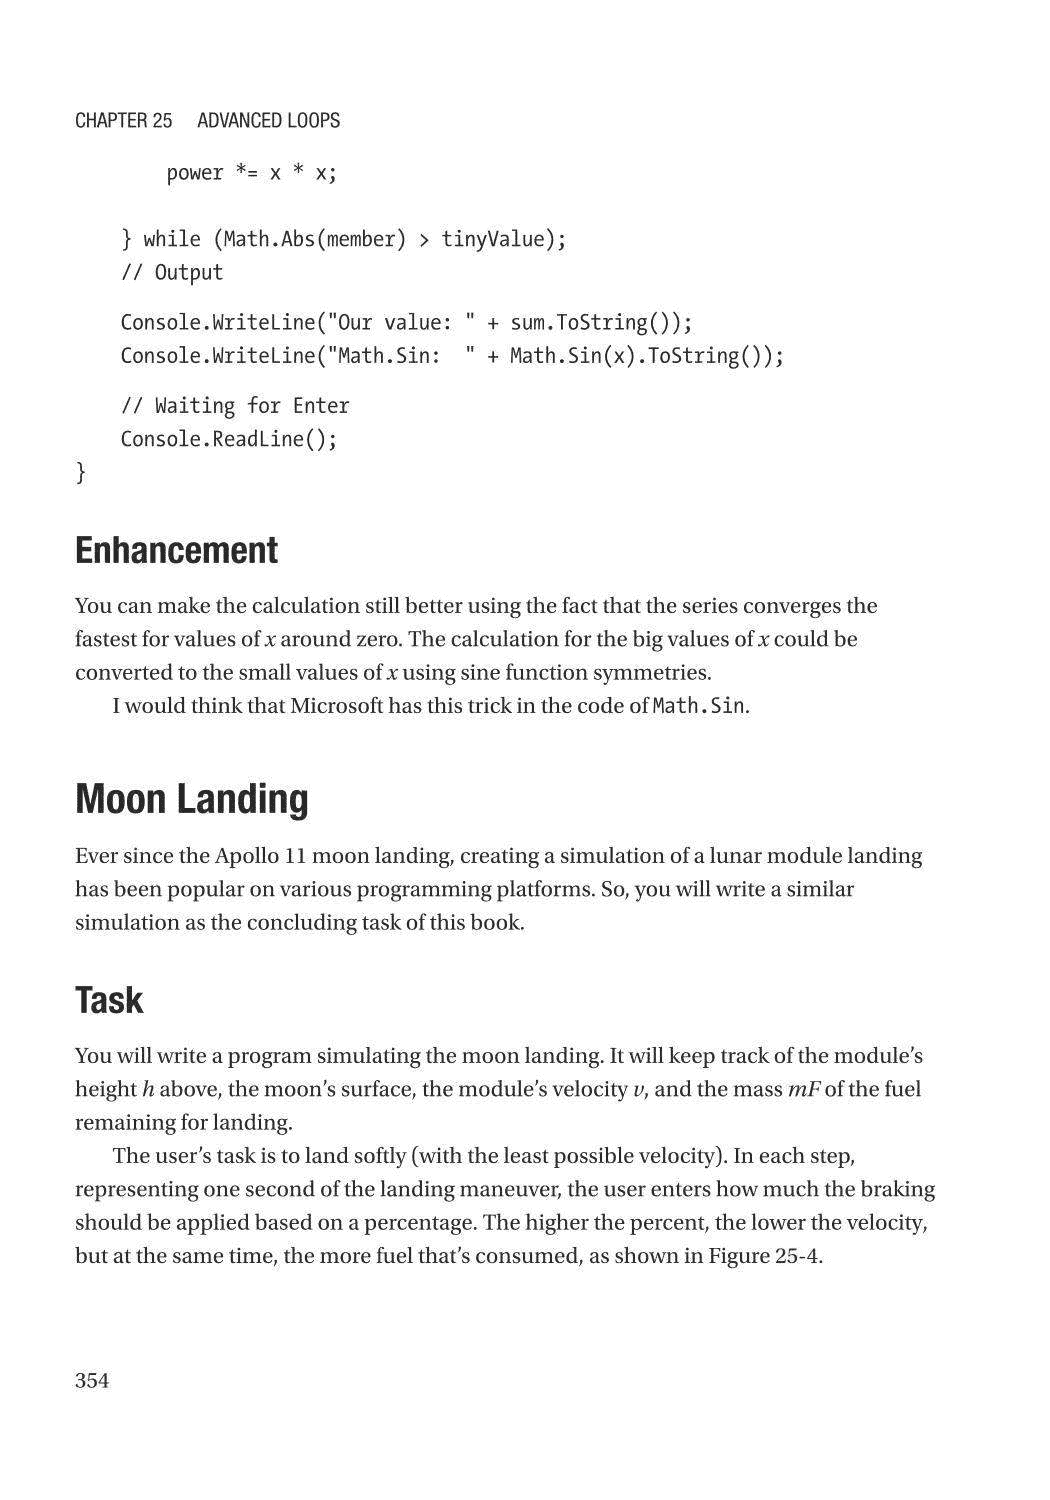 CHAPTER 25 ADVANCED LOOPS
power *= x * x;
} while (Math.Abs(member) > tinyValue);
// Output
Console.WriteLine("Our value: " + sum.ToString());
Console.WriteLine("Math.Sin:  " + Math.Sin(x).ToString());
// Waiting for Enter
Console.ReadLine();
}
Enhancement
You can make the calculation still better using the fact that the series converges the
fastest for values of x around zero. The calculation for the big values of x could be
converted to the small values of x using sine function symmetries.
I would think that Microsoft has this trick in the code of Math.Sin.
Moon Landing
Ever since the Apollo 11 moon landing, creating a simulation of a lunar module landing
has been popular on various programming platforms. So, you will write a similar
simulation as the concluding task of this book.
Task
You will write a program simulating the moon landing. It will keep track of the module’s
height h above, the moon’s surface, the module’s velocity v, and the mass mF of the fuel
remaining for landing.
The user’s task is to land softly (with the least possible velocity). In each step,
representing one second of the landing maneuver, the user enters how much the braking
should be applied based on a percentage. The higher the percent, the lower the velocity,
but at the same time, the more fuel that’s consumed, as shown in Figure 25-4.
354